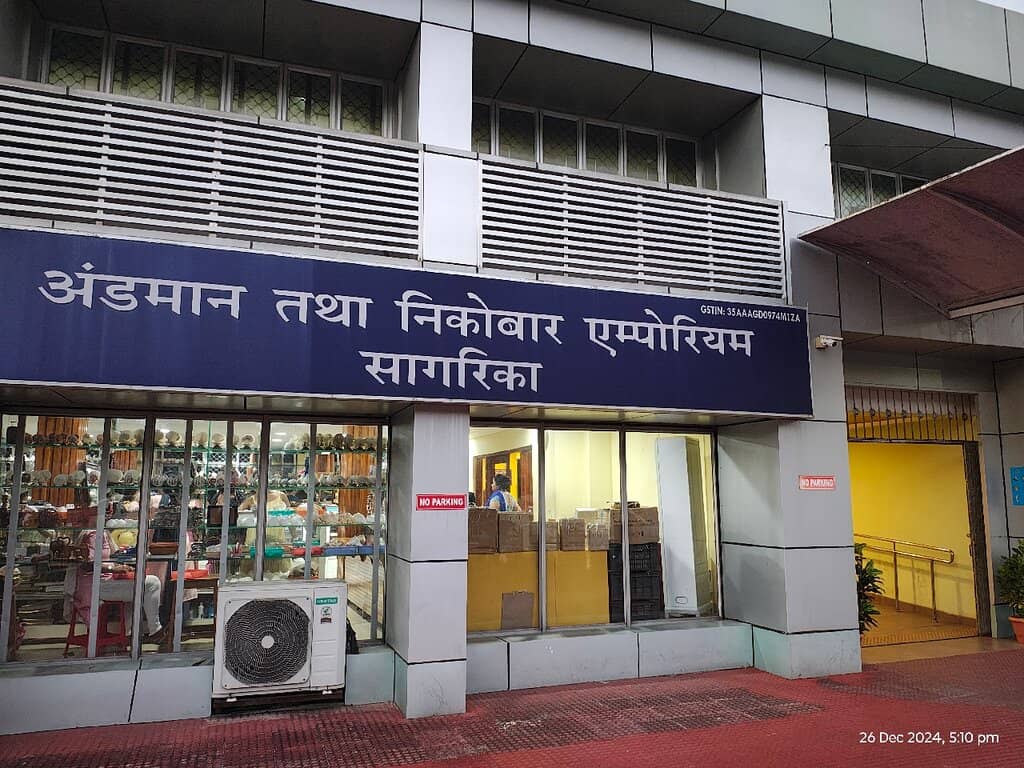 अंडमान तथा निकोबार एम्पोरियम
सागरिका
GSTIN: 35AAAGD0974M1ZA
NO PARKING
NO PARKING
26 Dec 2024, 5:10 pm